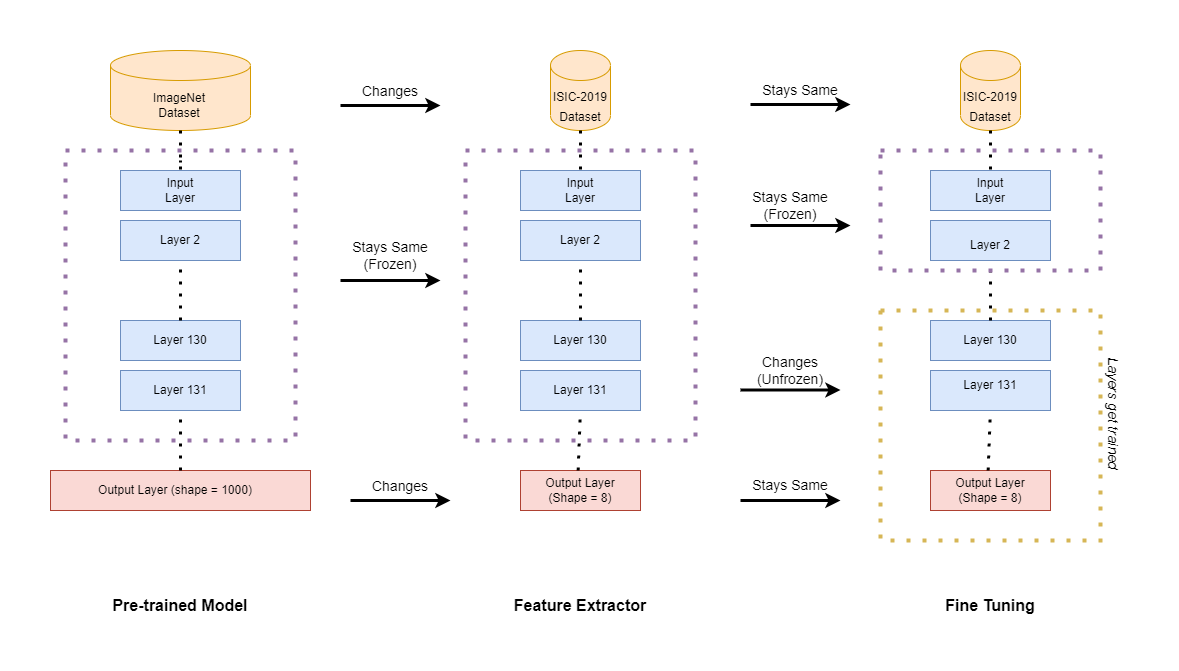 ImageNet
Dataset
Changes
ISIC-2019
Dataset
Stays Same
ISIC-2019
Dataset
Input
Layer
Layer 2
Layer 130
Layer 131
Output Layer (shape = 1000)
Stays Same
(Frozen)
Changes
Input
Layer
Layer 2
Layer 130
Layer 131
Output Layer
(Shape = 8)
Stays Same
(Frozen)
Changes
(Unfrozen)
Stays Same
Input
Layer
Layer 2
Layer 130
Layer 131
Output Layer
(Shape = 8)
Layers get trained
Pre-trained Model
Feature Extractor
Fine Tuning